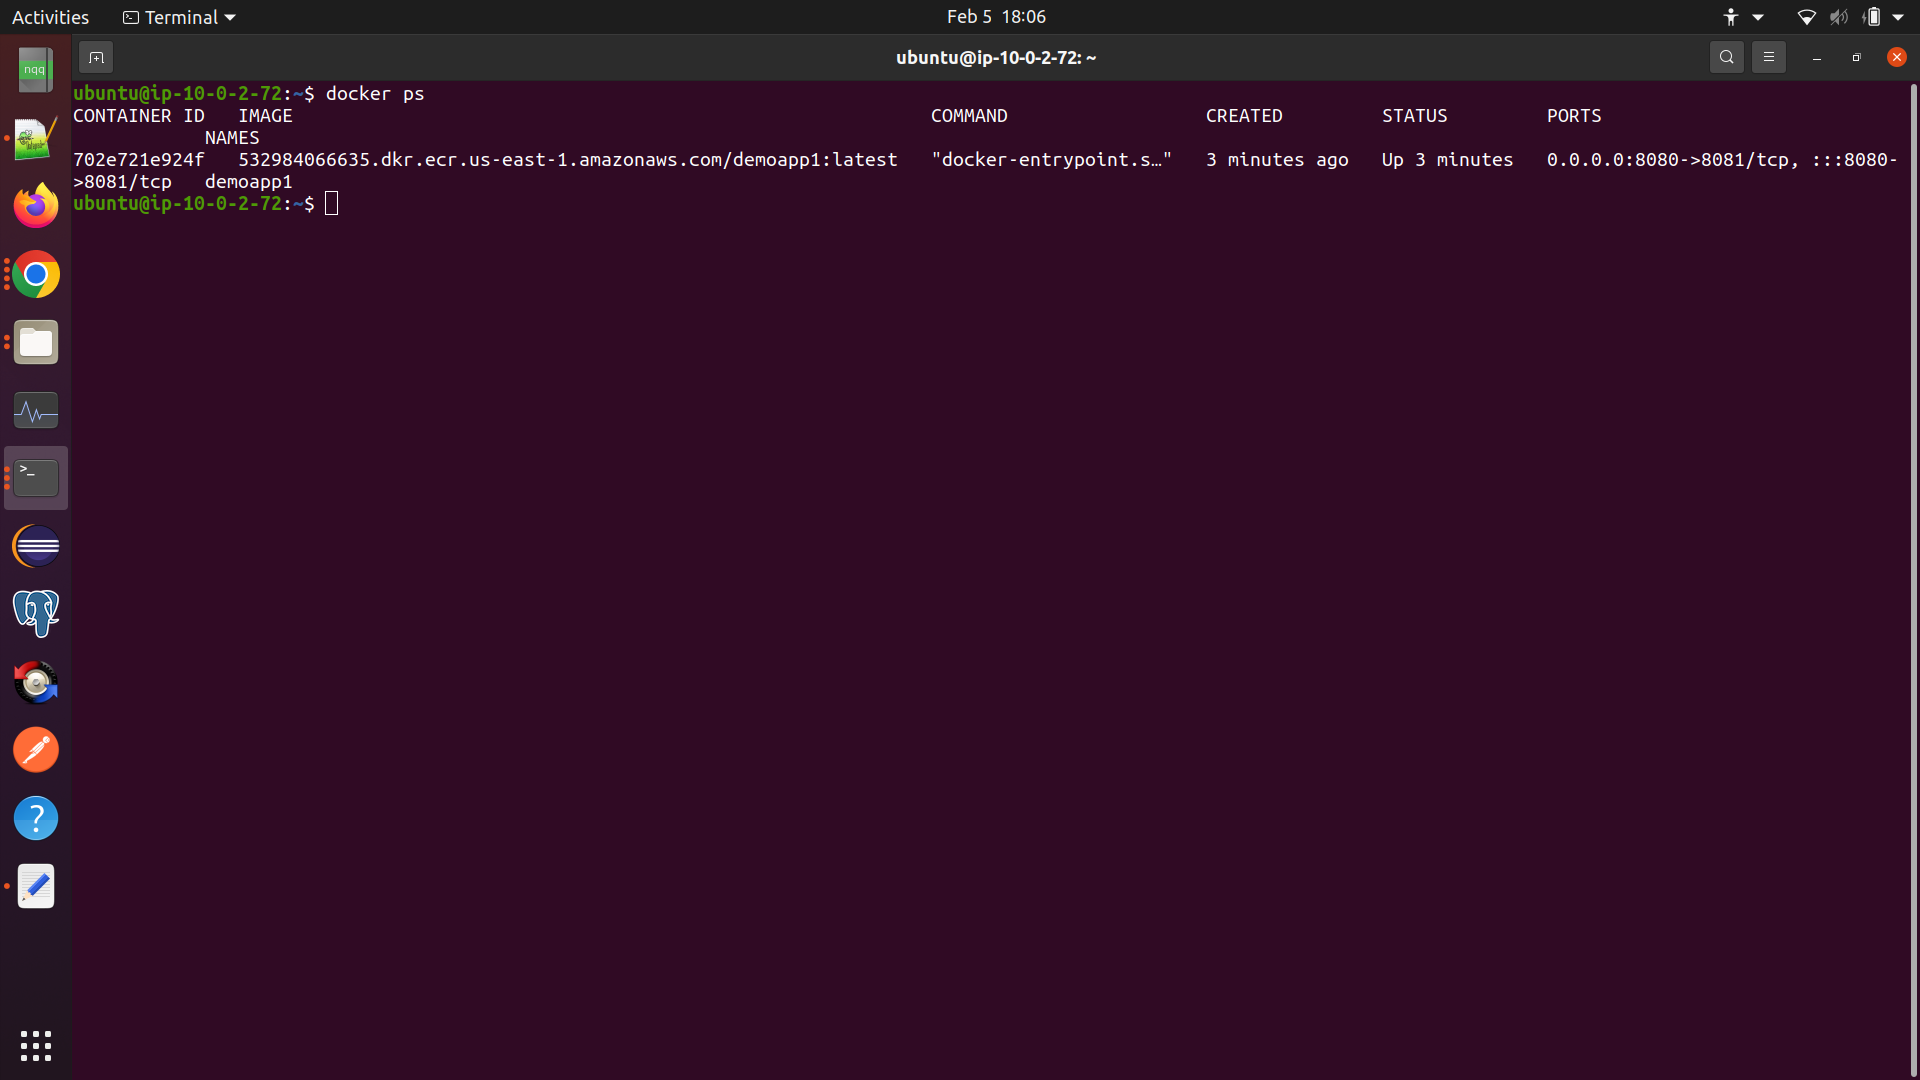 Activities Terminal Feb 5 18:06
ubuntu@ip-10-0-2-72: ~
nqq
ubuntu@ip-10-0-2-72:~$ docker ps
CONTAINER ID   IMAGE                                                          COMMAND                  CREATED         STATUS         PORTS
            NAMES
702e721e924f   532984066635.dkr.ecr.us-east-1.amazonaws.com/demoapp1:latest   "docker-entrypoint.s…"   3 minutes ago   Up 3 minutes   0.0.0.0:8080->8081/tcp, :::8080-
>8081/tcp   demoapp1
ubuntu@ip-10-0-2-72:~$